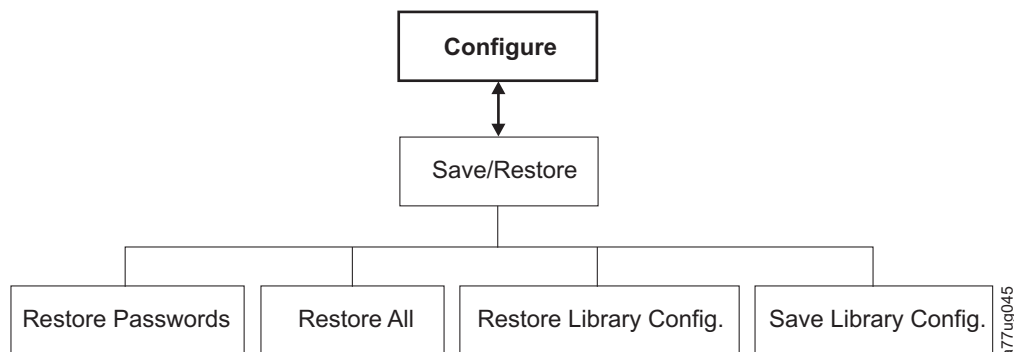 Configure
Save/Restore
Restore Passwords
Restore All
Restore Library Config.
Save Library Config.
a77ug045